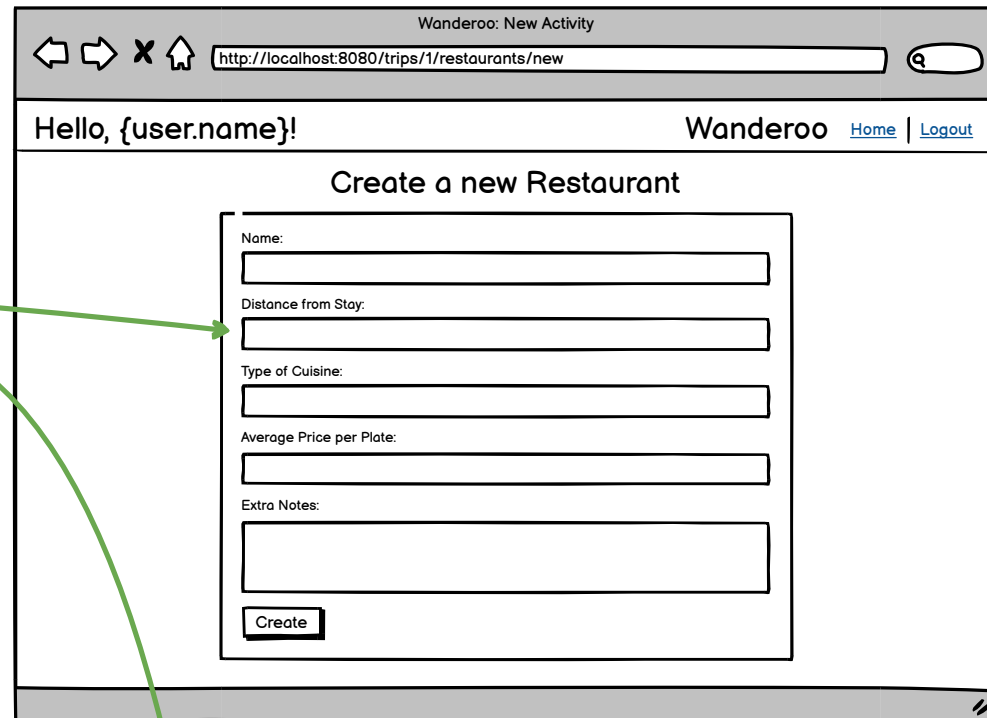 Wanderoo: New Activity
http://localhost:8080/trips/1/restaurants/new
Hello, {user.name}!
Wanderoo Home | Logout
Create a new Restaurant
Name:
Distance from Stay:
Type of Cuisine:
Average Price per Plate:
Extra Notes:
Create